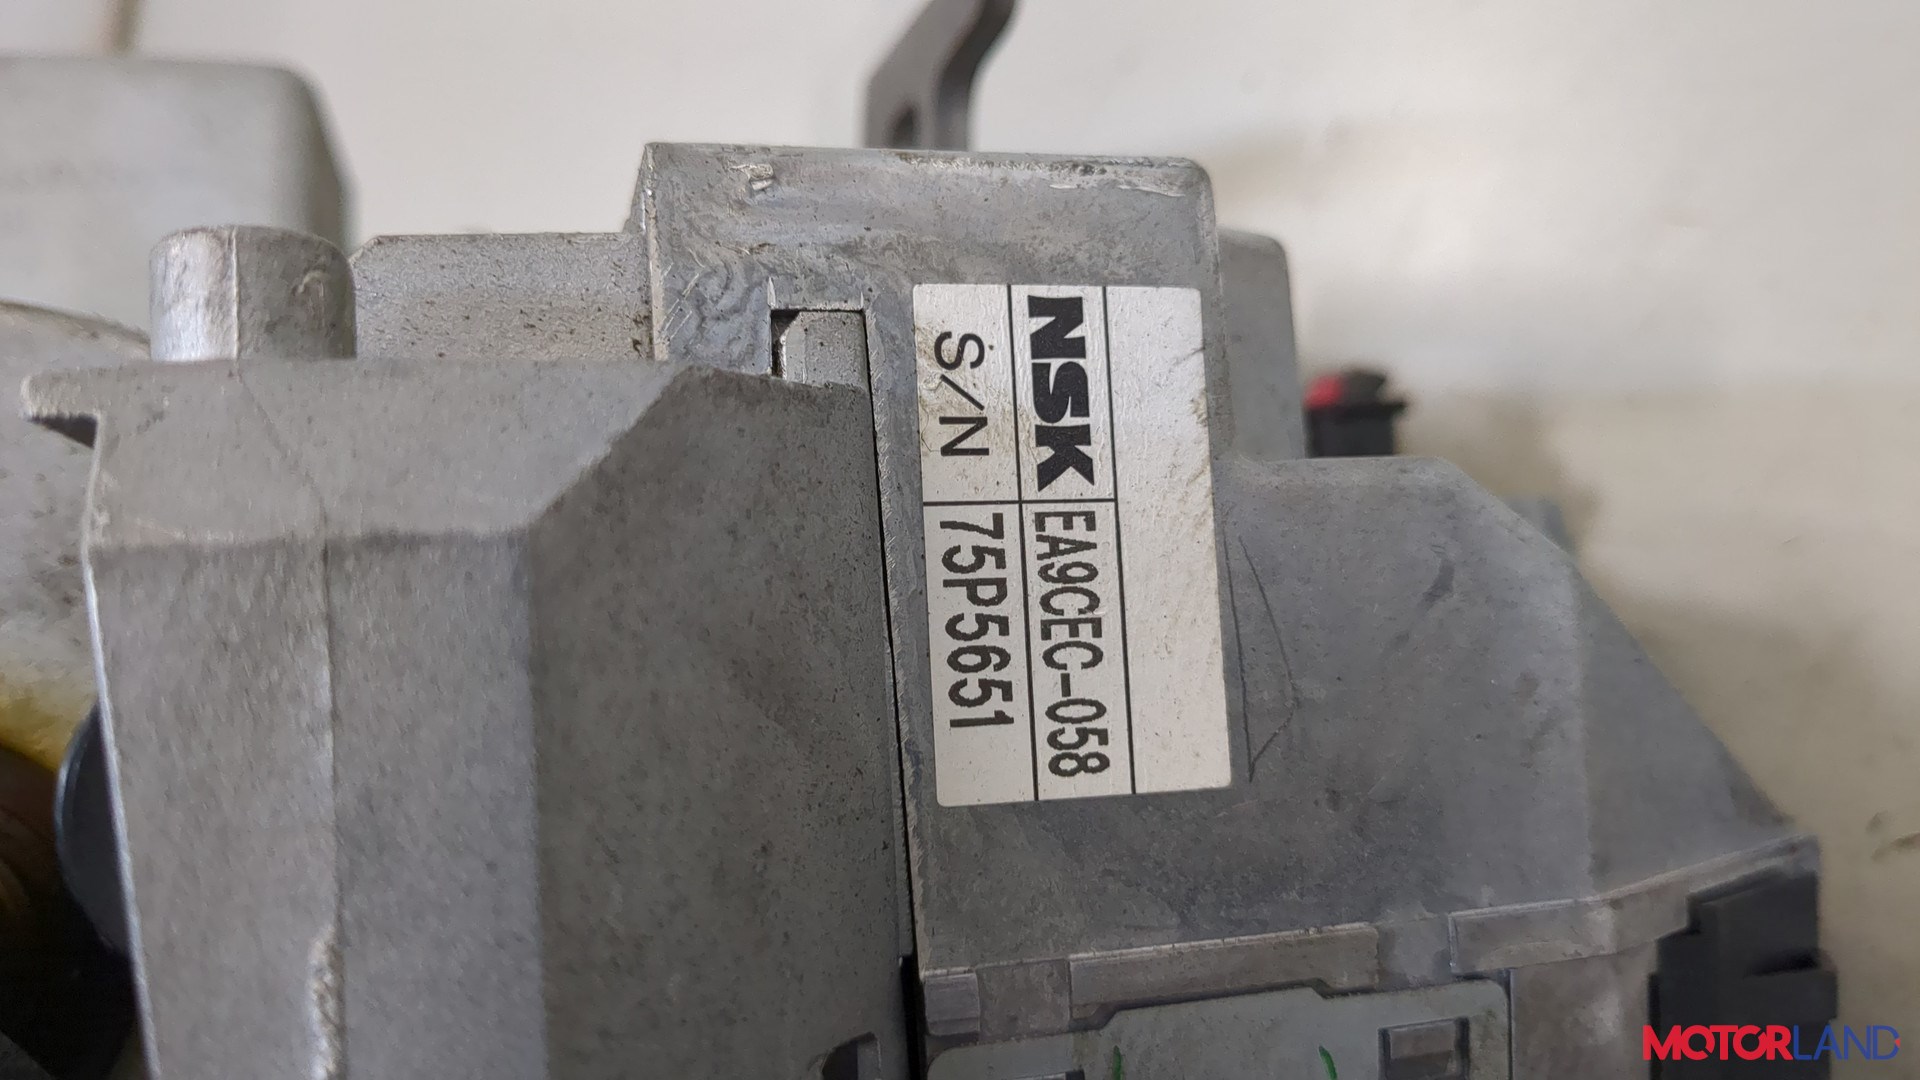 NSK EA9CEC-058
S/N 75P5651
MOTORLAND